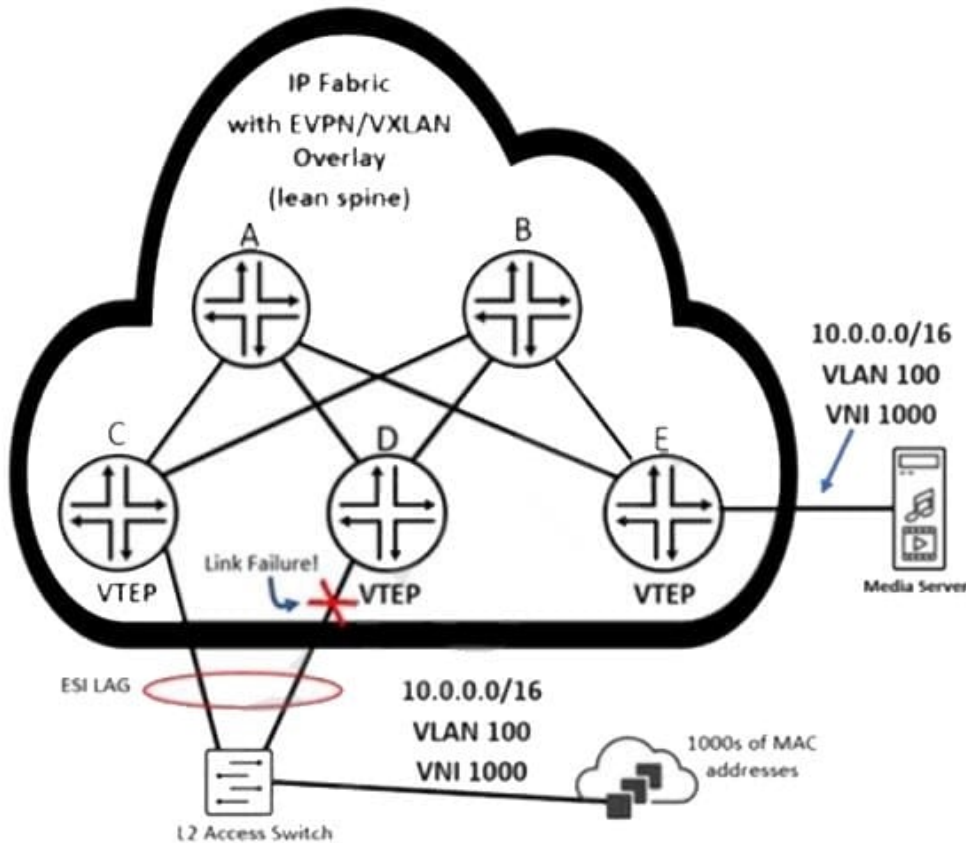 IP Fabric
with EVPN/VXLAN
Overlay
(lean spine)
A
B
10.0.0.0/16
VLAN 100
VNI 1000
C
D
E
Link Failure!
Media Server
VTEP
VTEP
VTEP
ESI LAG
10.0.0.0/16
VLAN 100
VNI 1000
1000s of MAC
addresses
L2 Access Switch